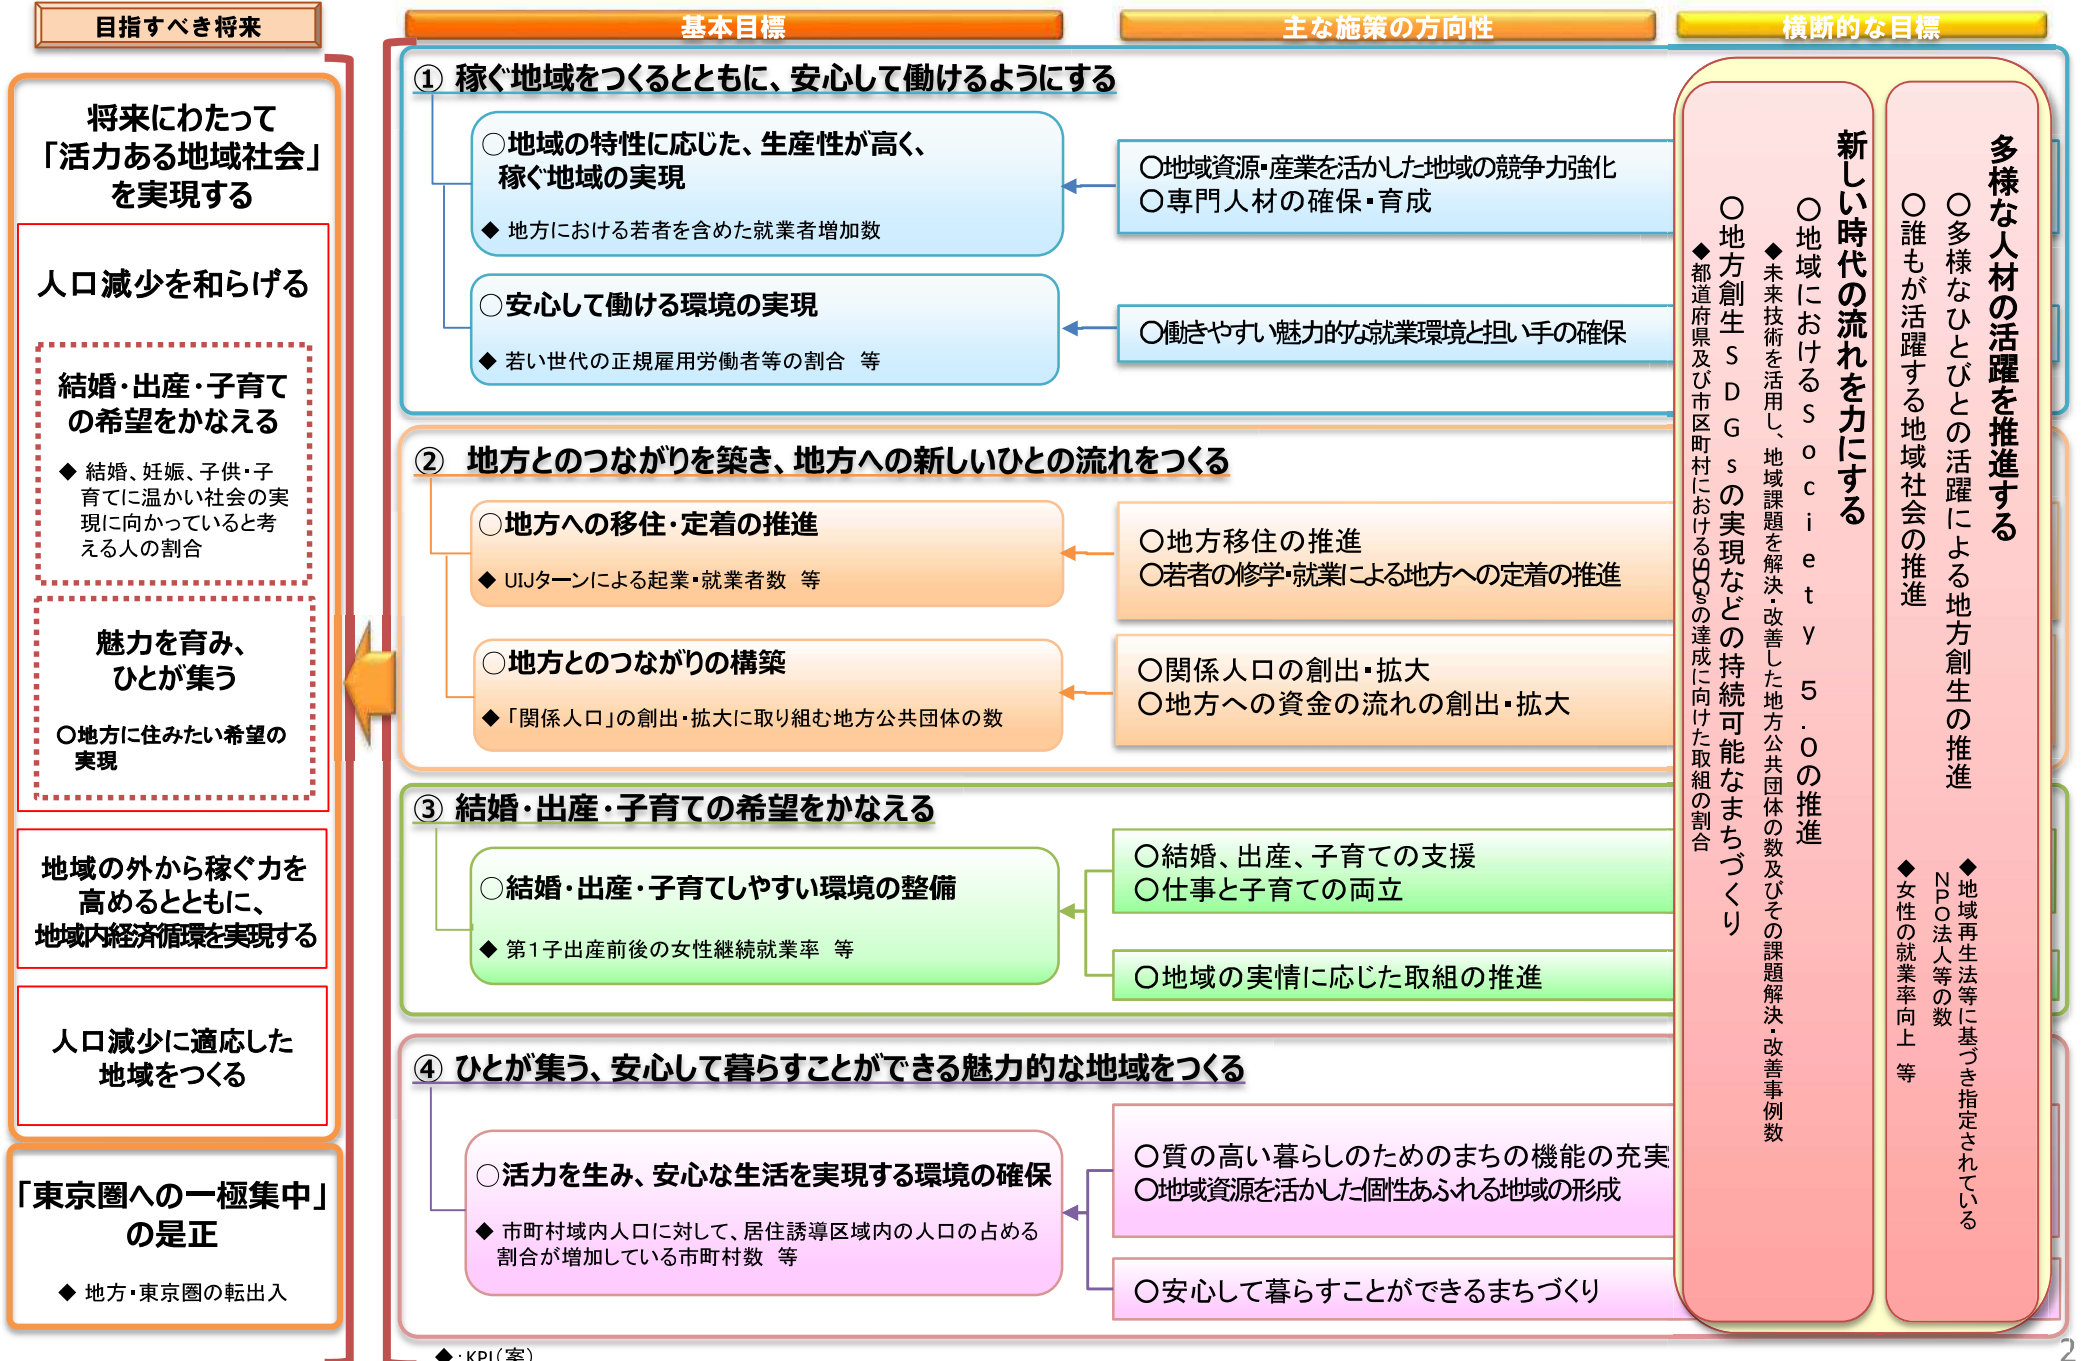 目指すべき将来
将来にわたって
「活力ある地域社会」
を実現する
人口減少を和らげる
結婚・出産・子育て
の希望をかなえる
◆ 結婚、妊娠、子供・子
育てに温かい社会の実
現に向かっていると考
える人の割合
魅力を育み、
ひとが集う
○地方に住みたい希望の
実現
地域の外から稼ぐ力を
高めるとともに、
地域内経済循環を実現する
人口減少に適応した
地域をつくる
「東京圏への一極集中」
の是正
◆ 地方・東京圏の転出入
基本目標
主な施策の方向性
横断的な目標
① 稼ぐ地域をつくるとともに、安心して働けるようにする
○地域の特性に応じた、生産性が高く、
稼ぐ地域の実現
◆ 地方における若者を含めた就業者増加数
○地域資源・産業を活かした地域の競争力強化
○専門人材の確保・育成
○安心して働ける環境の実現
◆ 若い世代の正規雇用労働者等の割合 等
○働きやすい魅力的な就業環境と担い手の確保
② 地方とのつながりを築き、地方への新しいひとの流れをつくる
○地方への移住・定着の推進
◆ UIJターンによる起業・就業者数 等
○地方移住の推進
○若者の修学・就業による地方への定着の推進
○地方とのつながりの構築
◆ 「関係人口」の創出・拡大に取り組む地方公共団体の数
○関係人口の創出・拡大
○地方への資金の流れの創出・拡大
③ 結婚・出産・子育ての希望をかなえる
○結婚・出産・子育てしやすい環境の整備
◆ 第1子出産前後の女性継続就業率 等
○結婚、出産、子育ての支援
○仕事と子育ての両立
○地域の実情に応じた取組の推進
④ ひとが集う、安心して暮らすことができる魅力的な地域をつくる
○活力を生み、安心な生活を実現する環境の確保
◆ 市町村域内人口に対して、居住誘導区域内の人口の占める
割合が増加している市町村数 等
○質の高い暮らしのためのまちの機能の充実
○地域資源を活かした個性あふれる地域の形成
○安心して暮らすことができるまちづくり
多様な人材の活躍を推進する
○多様なひとびとの活躍による地方創生の推進
○誰もが活躍する地域社会の推進
◆地域再生法等に基づき指定されている
NPO法人等の数
◆女性の就業率向上 等
新しい時代の流れを力にする
○地域におけるSociety 5.0の推進
◆未来技術を活用し、地域課題を解決・改善した地方公共団体の数及びその課題解決・改善事例数
○地方創生SDGsの実現などの持続可能なまちづくり
◆都道府県及び市区町村におけるSDGsの達成に向けた取組の割合
◆：KPI（案）
2